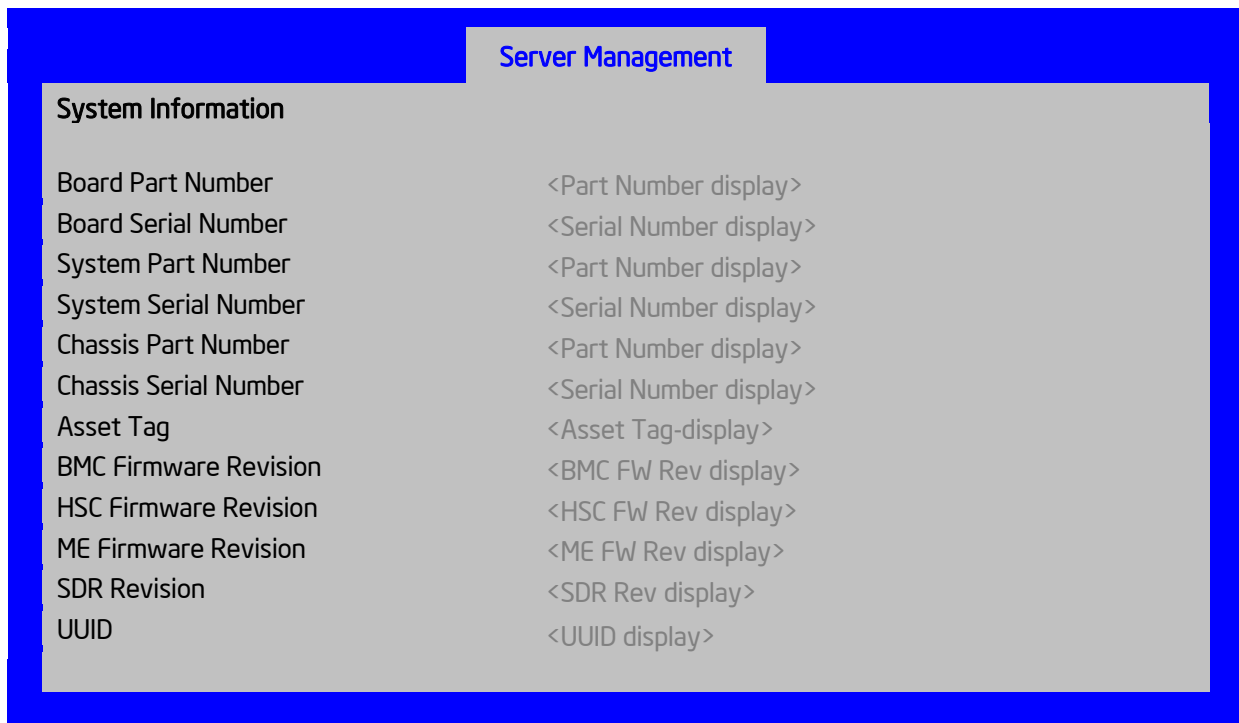 Server Management
System Information
Board Part Number <Part Number display>
Board Serial Number <Serial Number display>
System Part Number <Part Number display>
System Serial Number <Serial Number display>
Chassis Part Number <Part Number display>
Chassis Serial Number <Serial Number display>
Asset Tag <Asset Tag-display>
BMC Firmware Revision <BMC FW Rev display>
HSC Firmware Revision <HSC FW Rev display>
ME Firmware Revision <ME FW Rev display>
SDR Revision <SDR Rev display>
UUID <UUID display>